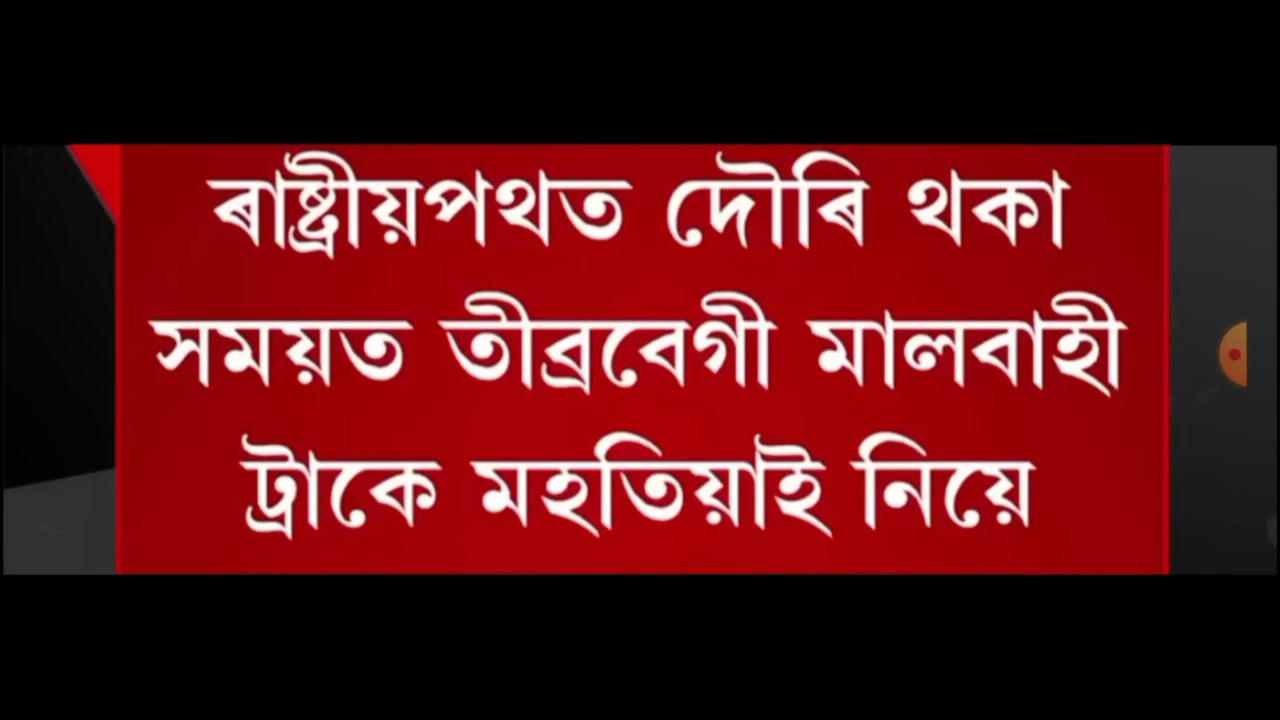 ৰাষ্ট্ৰীয়পথত দৌৰি থকা
সময়ত তীব্ৰবেগী মালবাহী
ট্ৰাকে মহতিয়াই নিয়ে